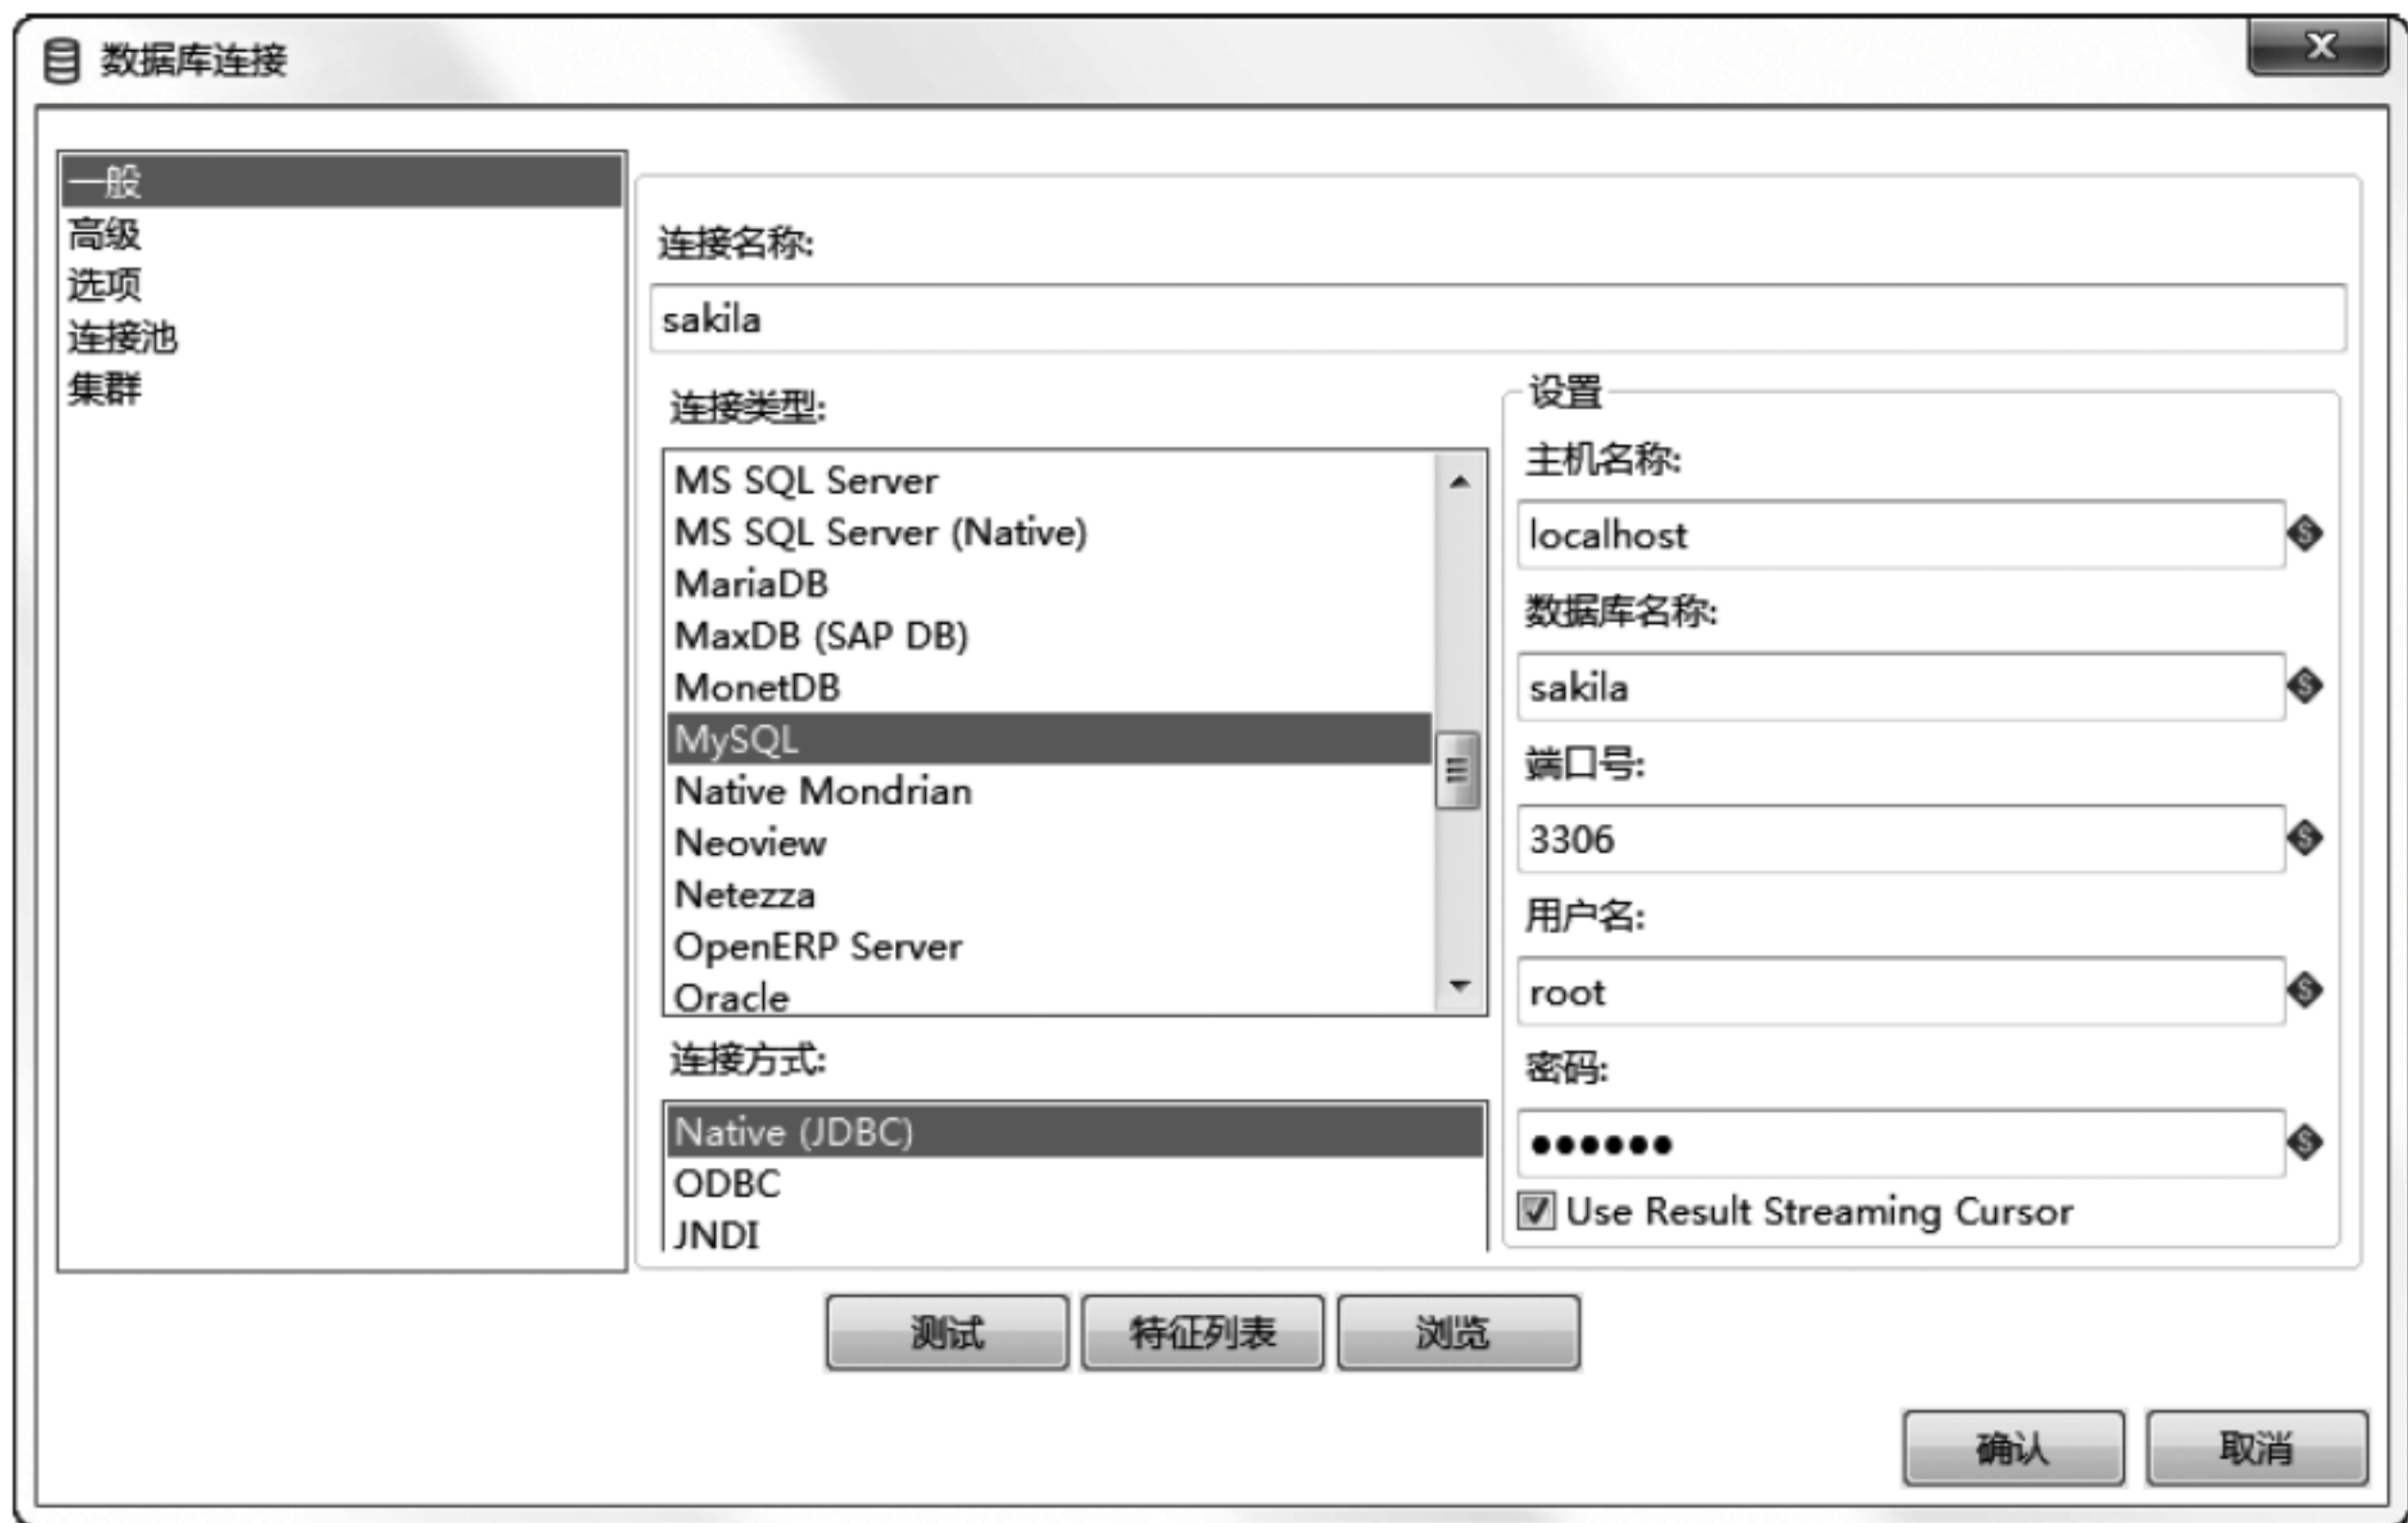 数据库连接
一般
高级
选项
连接池
集群
连接名称:
sakila
连接类型:
MS SQL Server
MS SQL Server (Native)
MariaDB
MaxDB (SAP DB)
MonetDB
MySQL
Native Mondrian
Neoview
Netezza
OpenERP Server
Oracle
连接方式:
Native (JDBC)
ODBC
JNDI
设置
主机名称:
localhost
数据库名称:
sakila
端口号:
3306
用户名:
root
密码:
●●●●●●
Use Result Streaming Cursor
测试
特征列表
浏览
确认
取消